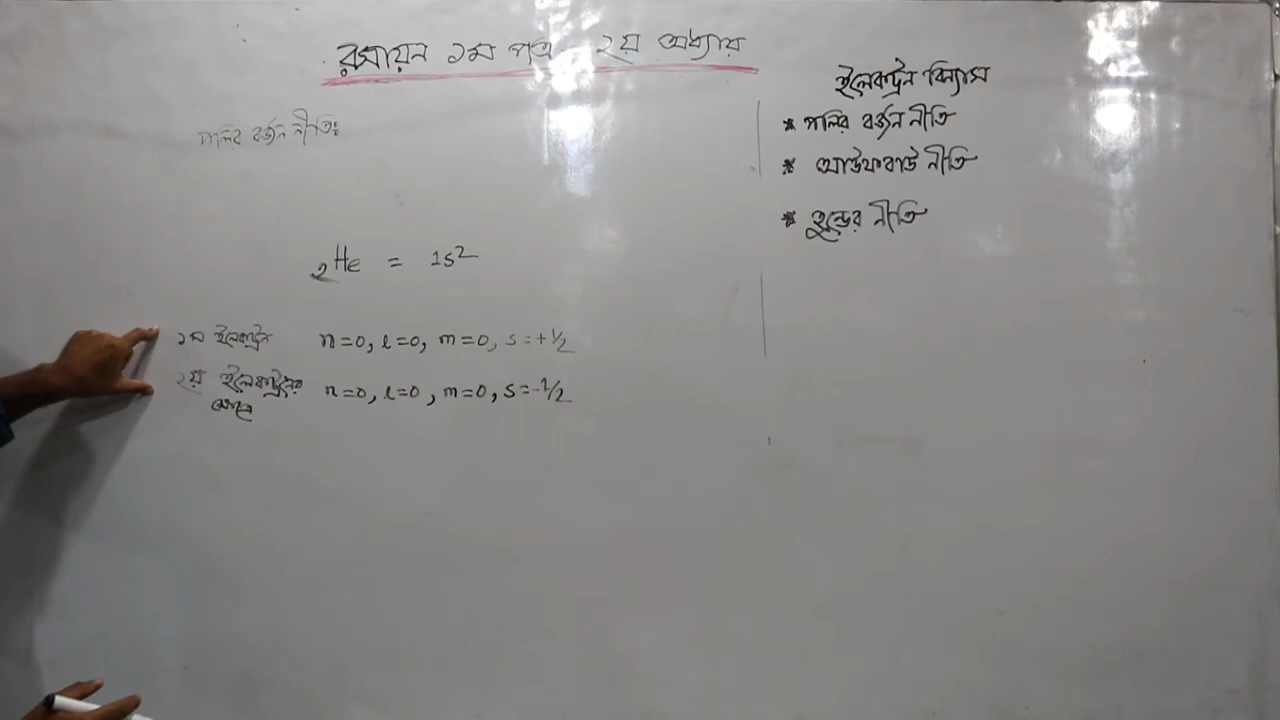 রসায়ন ১ম পত্র ২য় অধ্যায়
পলির বর্জন নীতিঃ
₂He = 1s²
১ম ইলেকট্রন n=0, l=0, m=0, s=+1/2
২য় ইলেকট্রনের n=0, l=0, m=0, s=-1/2
ইলেকট্রন বিন্যাস
* পলির বর্জন নীতি
* আউফবাউ নীতি
* হুন্ডের নীতি